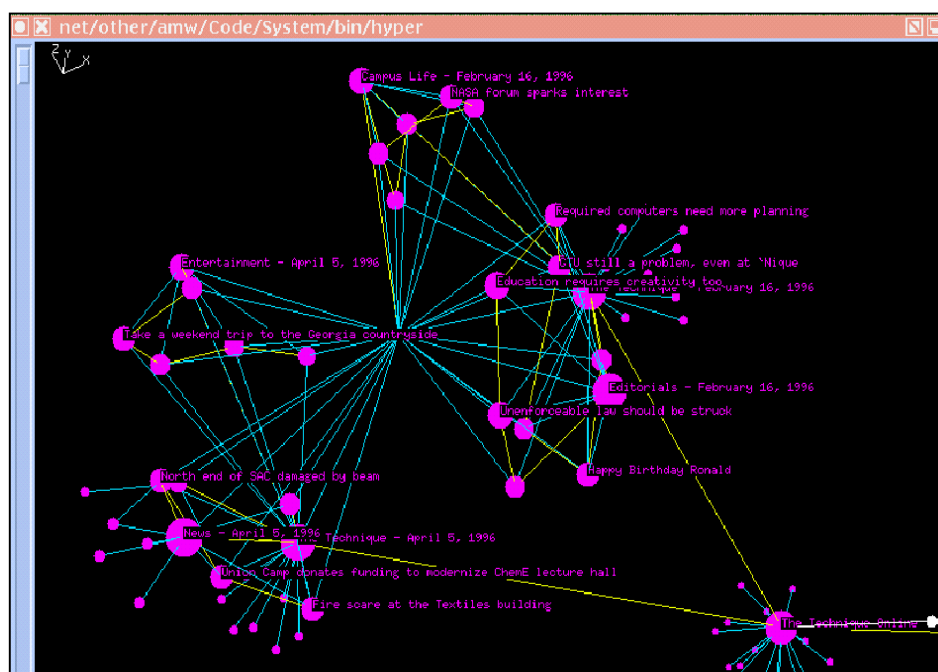 net/other/amw/Code/System/bin/hyper
Z Y X
Campus Life - February 16, 1996
NASA forum sparks interest
Required computers need more planning
still a problem, even at `Nique
Entertainment - April 5, 1996
Education requires creativity too
February 16, 1996
Take a weekend trip to the Georgia countryside
Editorials - February 16, 1996
Unenforceable law should be struck
Happy Birthday Ronald
North end of SAC damaged by beam
News - April 5, 1996
Technique - April 5, 1996
Union Camp donates funding to modernize ChemE lecture hall
Fire scare at the Textiles building
The Technique Online